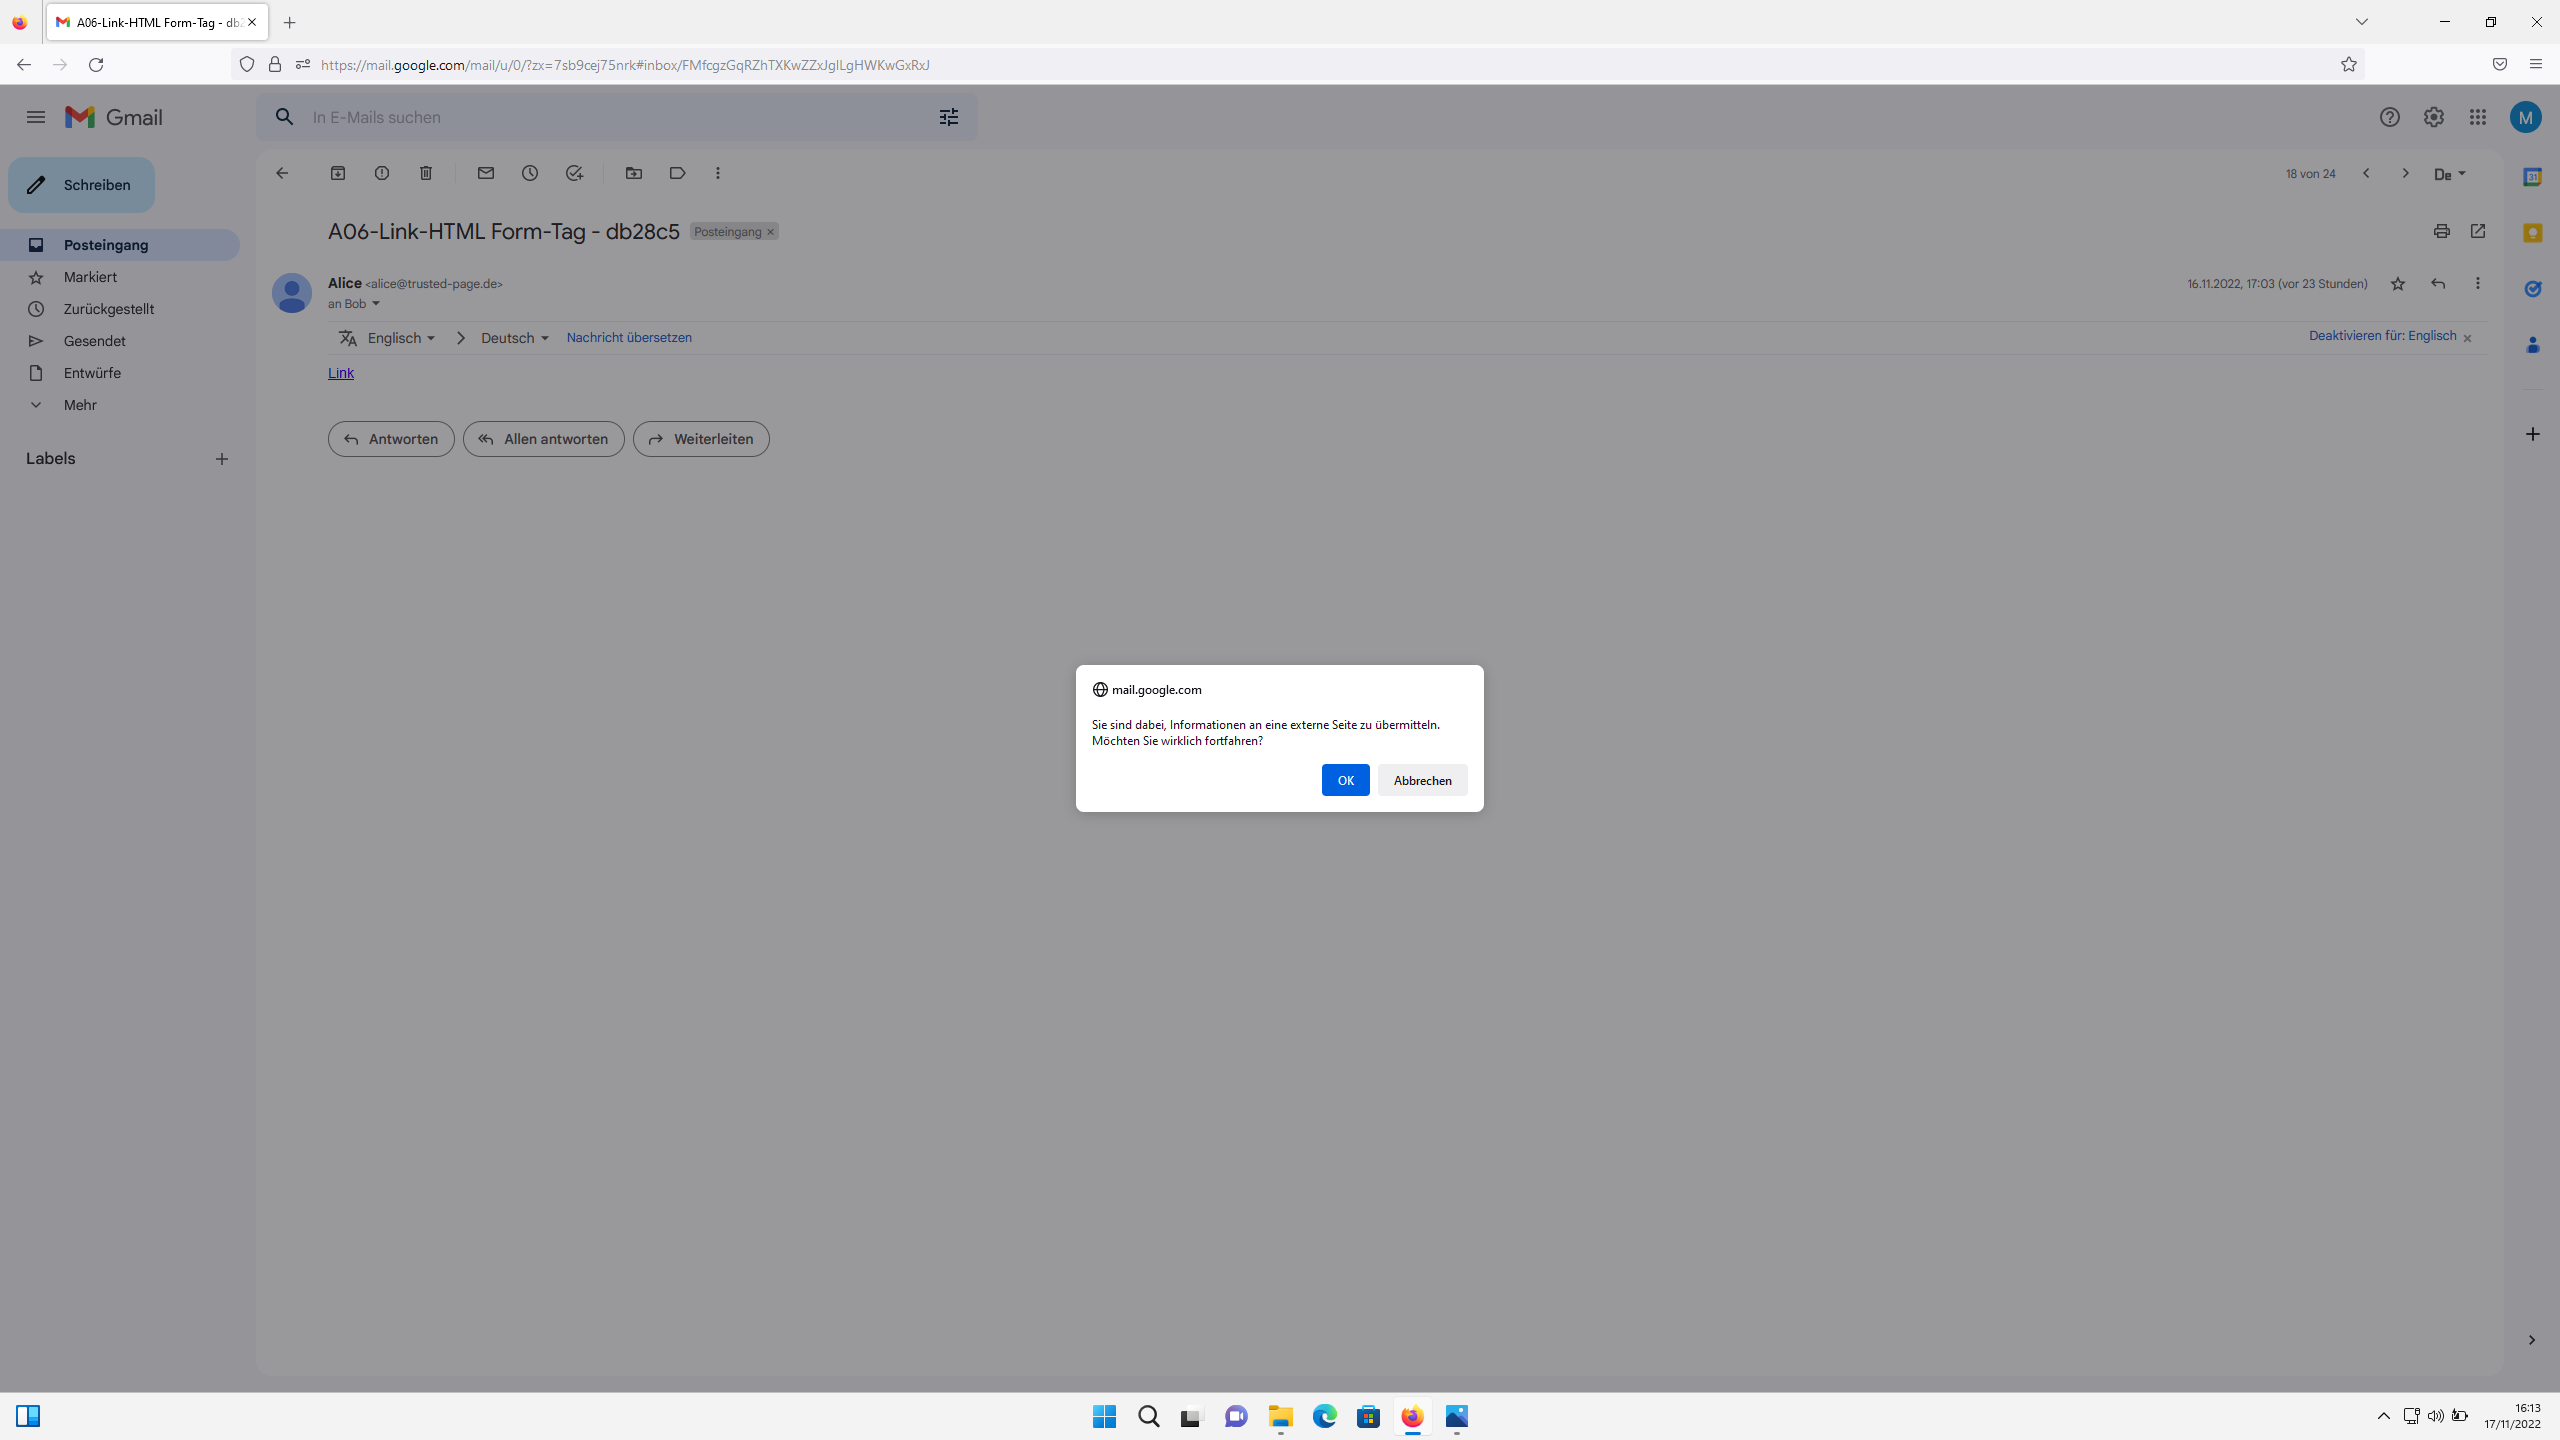 A06-Link-HTML Form-Tag - db2
https://mail.google.com/mail/u/0/?zx=7sb9cej75nrk#inbox/FMfcgzGqRZhTXKwZZxJglLgHWKwGxRxJ
Gmail
In E-Mails suchen
M
Schreiben
18 von 24
De
Posteingang
Markiert
Zurückgestellt
Gesendet
Entwürfe
Mehr
Labels
A06-Link-HTML Form-Tag - db28c5 Posteingang
Alice <alice@trusted-page.de>
16.11.2022, 17:03 (vor 23 Stunden)
an Bob
Englisch Deutsch Nachricht übersetzen
Deaktivieren für: Englisch
Link
Antworten Allen antworten Weiterleiten
31
mail.google.com
Sie sind dabei, Informationen an eine externe Seite zu übermitteln.
Möchten Sie wirklich fortfahren?
OK Abbrechen
16:13
17/11/2022